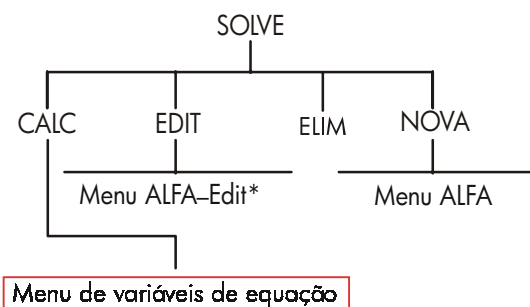 SOLVE
CALC EDIT ELIM NOVA
Menu ALFA–Edit* Menu ALFA
Menu de variáveis de equação